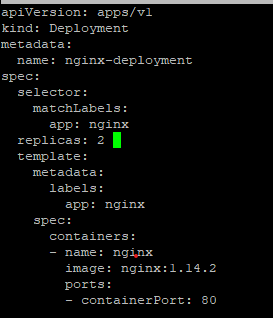 apiVersion: apps/v1
kind: Deployment
metadata:
  name: nginx-deployment
spec:
  selector:
    matchLabels:
      app: nginx
  replicas: 2
  template:
    metadata:
      labels:
        app: nginx
    spec:
      containers:
      - name: nginx
        image: nginx:1.14.2
        ports:
        - containerPort: 80